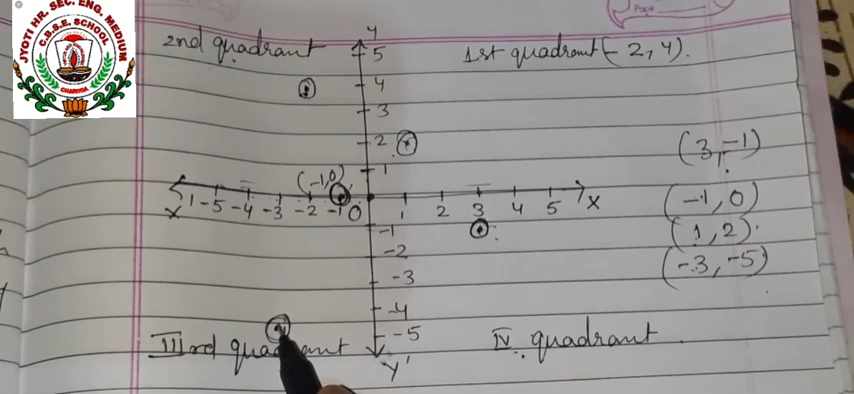 JYOTI HR. SEC. ENG. MEDIUM
C.B.S.E. SCHOOL
CHARODA
Page
Y
2nd quadrant
5
1st quadrant (-2, 4).
4
3
2
(3, -1)
1
(-1, 0)
X -5 -4 -3 -2 -1 0 1 2 3 4 5 X
(-1, 0)
-1
(1, 2).
-2
(-3, -5)
-3
-4
-5
IIIrd quadrant
IV quadrant
Y'